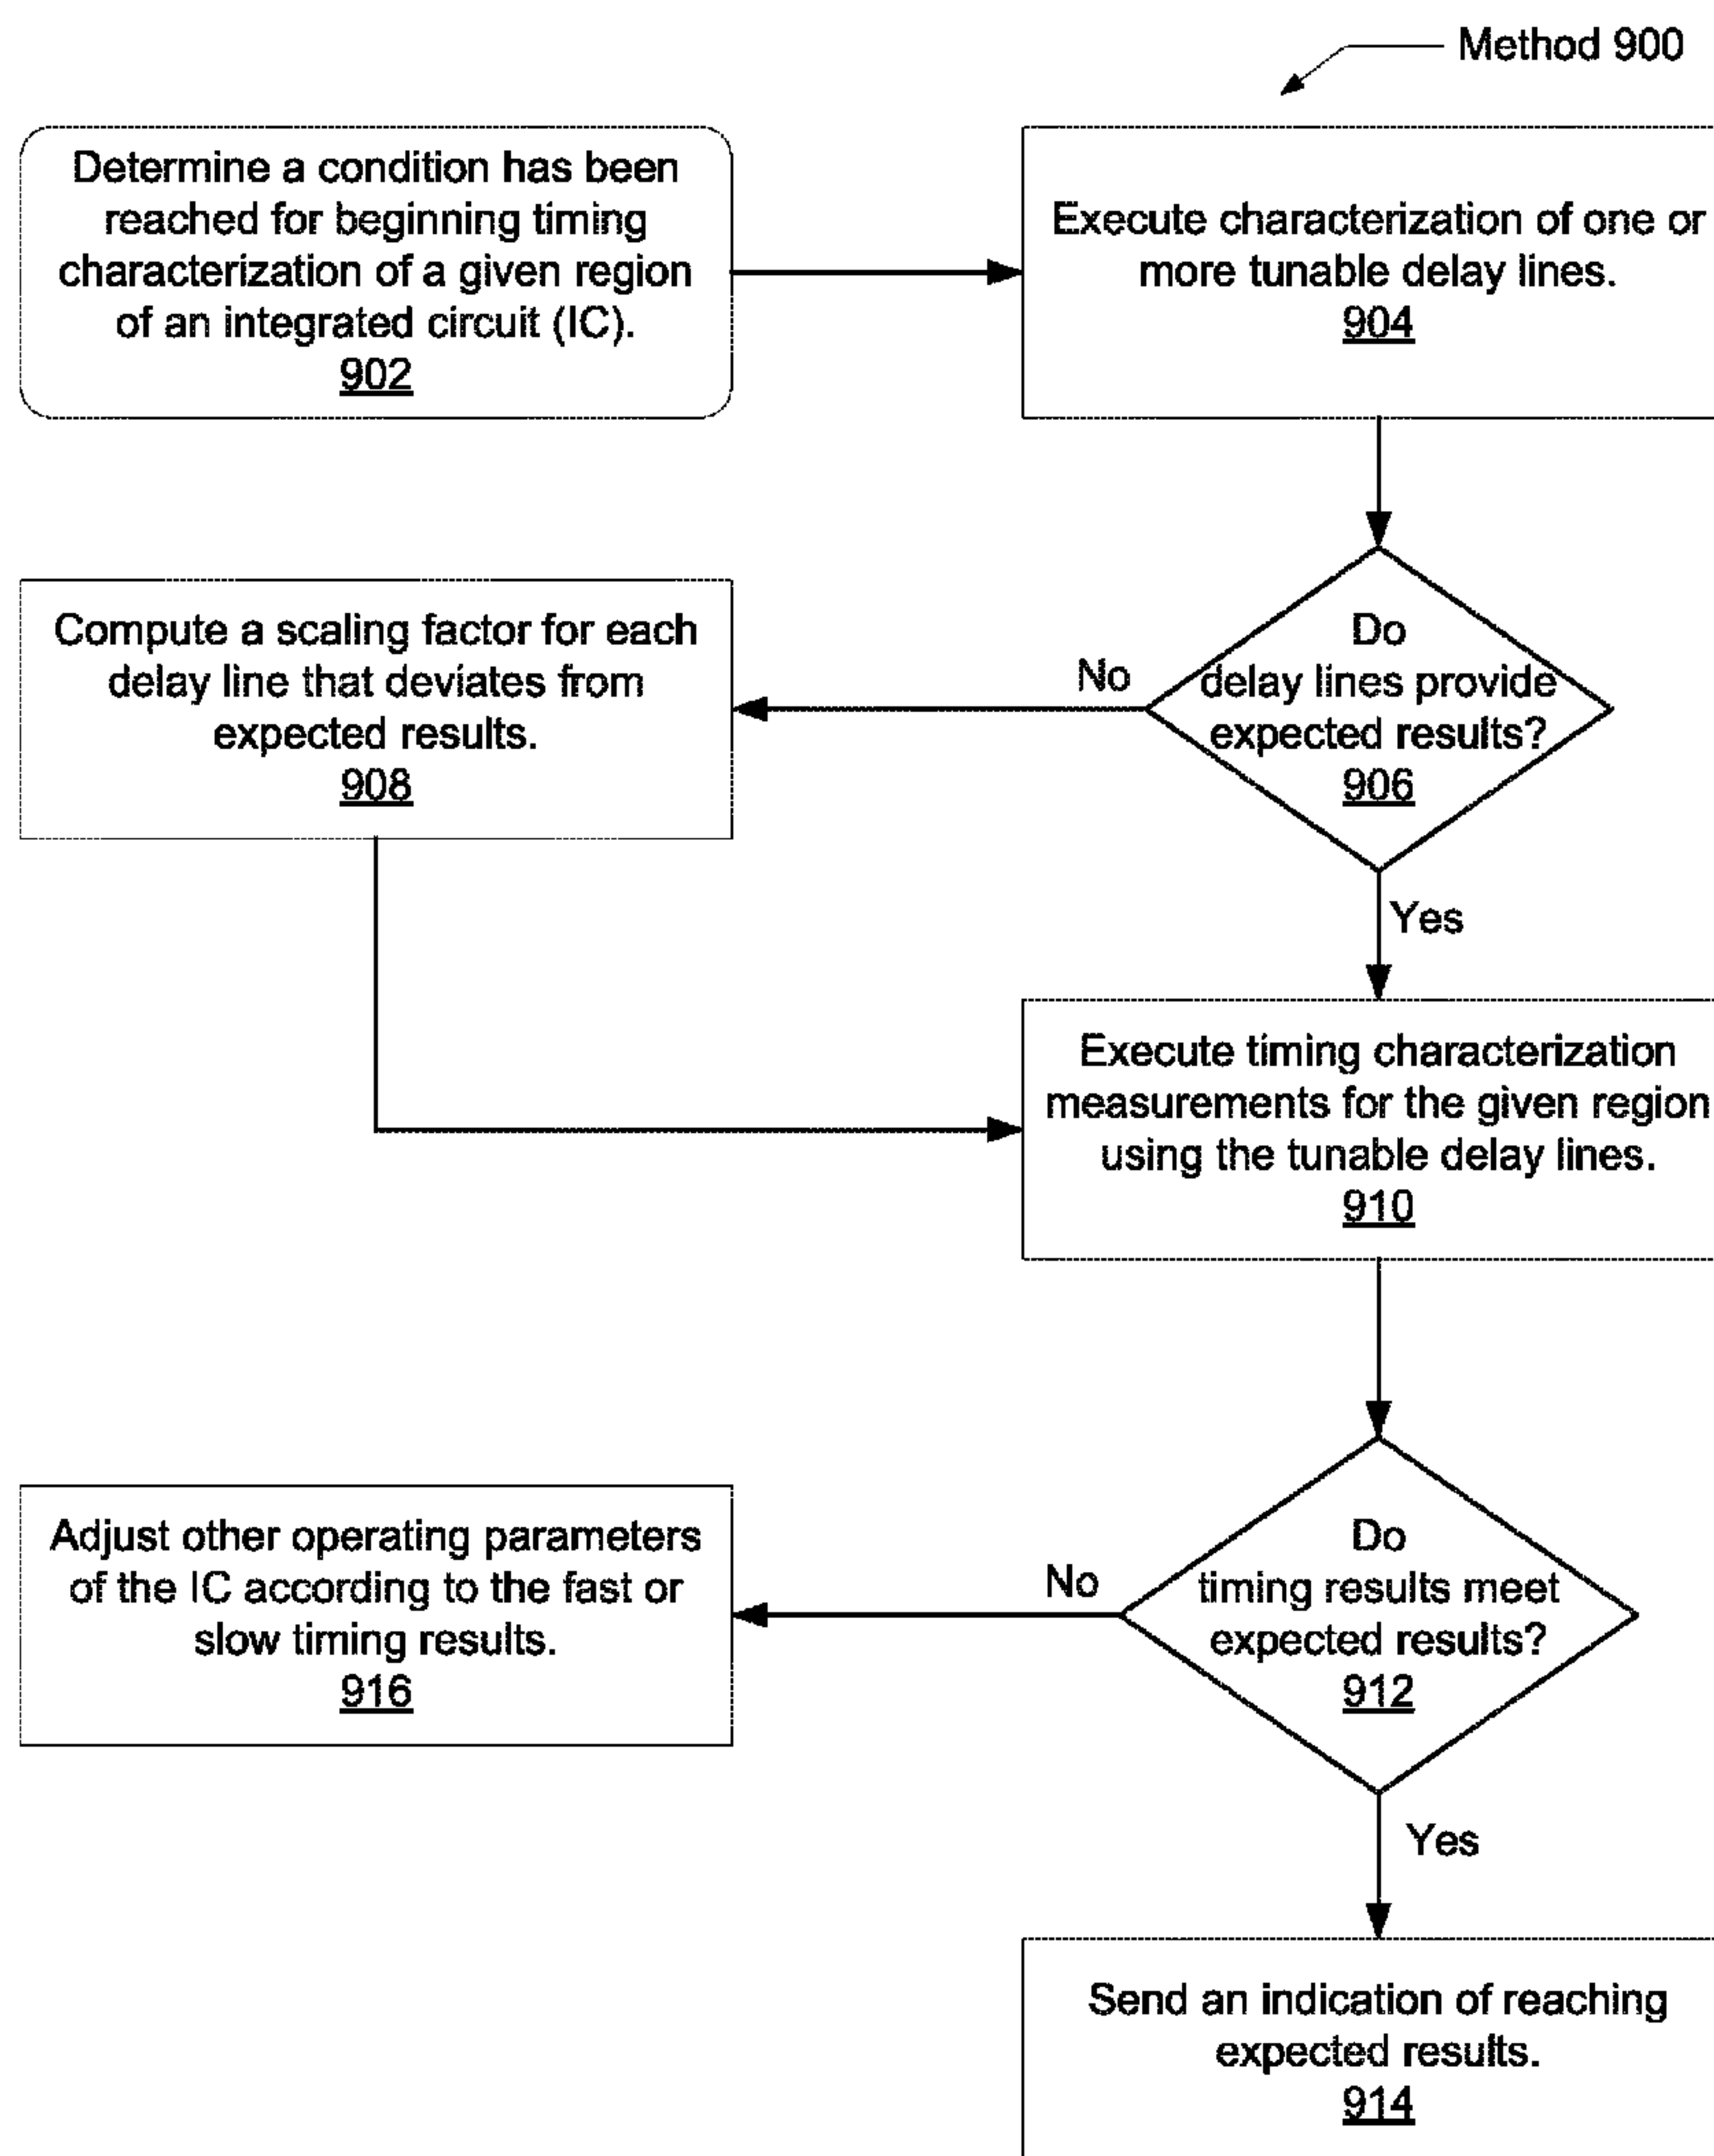 Method 900
Determine a condition has been
reached for beginning timing
characterization of a given region
of an integrated circuit (IC).
902
Execute characterization of one or
more tunable delay lines.
904
Do
delay lines provide
expected results?
906
No
Compute a scaling factor for each
delay line that deviates from
expected results.
908
Yes
Execute timing characterization
measurements for the given region
using the tunable delay lines.
910
Do
timing results meet
expected results?
912
No
Adjust other operating parameters
of the IC according to the fast or
slow timing results.
916
Yes
Send an indication of reaching
expected results.
914